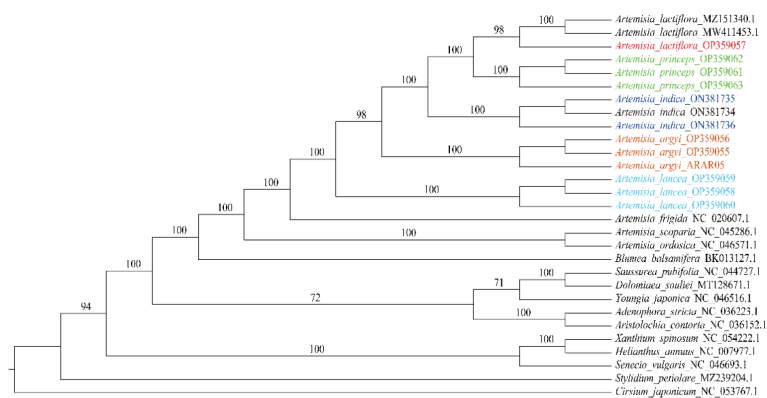 100
Artemisia_lactiflora_MZ151340.1
98
Artemisia_lactiflora_MW411453.1
Artemisia_lactiflora_OP359057
100
Artemisia_princeps_OP359062
100
Artemisia_princeps_OP359061
100
Artemisia_princeps_OP359063
Artemisia_indica_ON381735
100
Artemisia_indica_ON381734
98
Artemisia_indica_ON381736
Artemisia_argyi_OP359056
100
Artemisia_argyi_OP359055
100
Artemisia_argyi_ARAR05
Artemisia_lancea_OP359059
100
100
Artemisia_lancea_OP359058
Artemisia_lancea_OP359060
100
Artemisia_frigida_NC_020607.1
100
Artemisia_scoparia_NC_045286.1
100
Artemisia_ordosica_NC_046571.1
Blumea_balsamifera_BK013127.1
100
100
Saussurea_pubifolia_NC_044727.1
71
Dolomiaea_souliei_MT128671.1
72
Youngia_japonica_NC_046516.1
94
Adenophora_stricta_NC_036223.1
100
Aristolochia_contorta_NC_036152.1
100
Xanthium_spinosum_NC_054222.1
100
Helianthus_annuus_NC_007977.1
Senecio_vulgaris_NC_046693.1
Stylidium_petiolare_MZ239204.1
Cirsium_japonicum_NC_053767.1